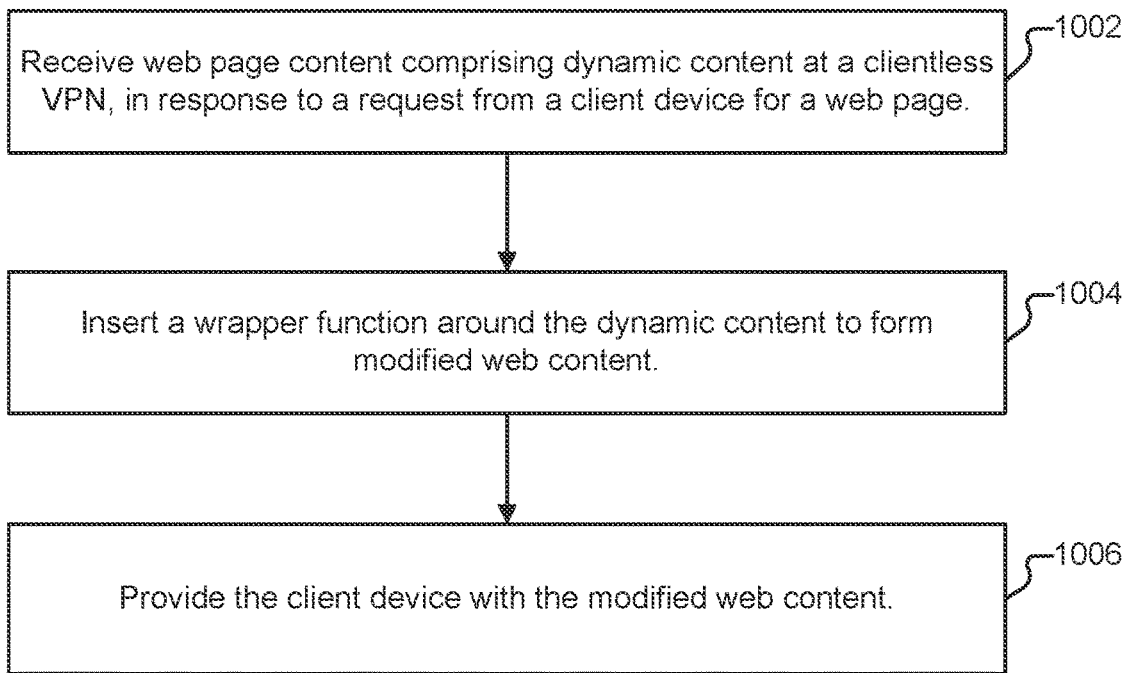 1002
Receive web page content comprising dynamic content at a clientless
VPN, in response to a request from a client device for a web page.
1004
Insert a wrapper function around the dynamic content to form
modified web content.
1006
Provide the client device with the modified web content.